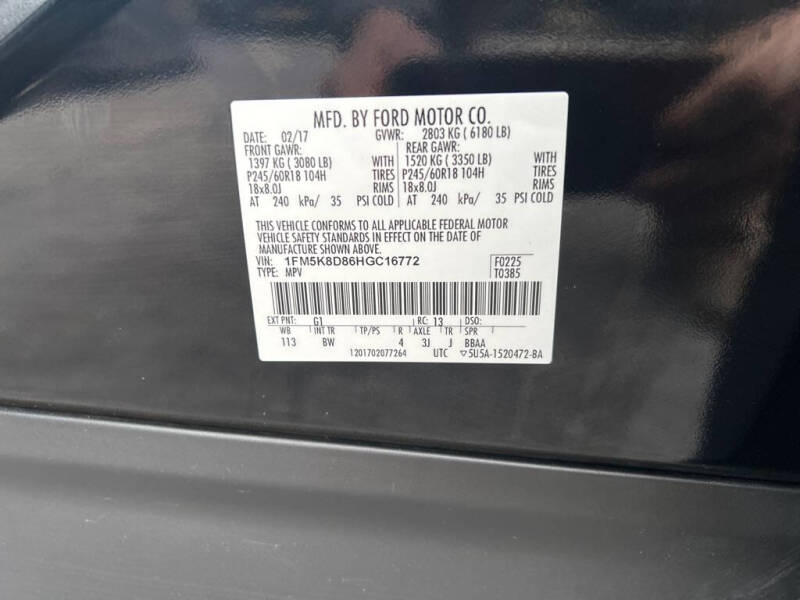 MFD. BY FORD MOTOR CO.
DATE: 02/17 GVWR: 2803 KG ( 6180 LB)
FRONT GAWR: REAR GAWR:
1397 KG ( 3080 LB) WITH 1520 KG ( 3350 LB) WITH
P245/60R18 104H TIRES P245/60R18 104H TIRES
18x8.0J RIMS 18x8.0J RIMS
AT 240 kPa/ 35 PSI COLD AT 240 kPa/ 35 PSI COLD
THIS VEHICLE CONFORMS TO ALL APPLICABLE FEDERAL MOTOR
VEHICLE SAFETY STANDARDS IN EFFECT ON THE DATE OF
MANUFACTURE SHOWN ABOVE.
VIN: 1FM5K8D86HGC16772 F0225
TYPE: MPV T0385
EXT PNT: G1 RC: 13 DSO:
WB INT TR TP/PS R AXLE TR SPR
113 BW 4 3J J BBAA
1201702077264 UTC ▽5U5A-1520472-BA